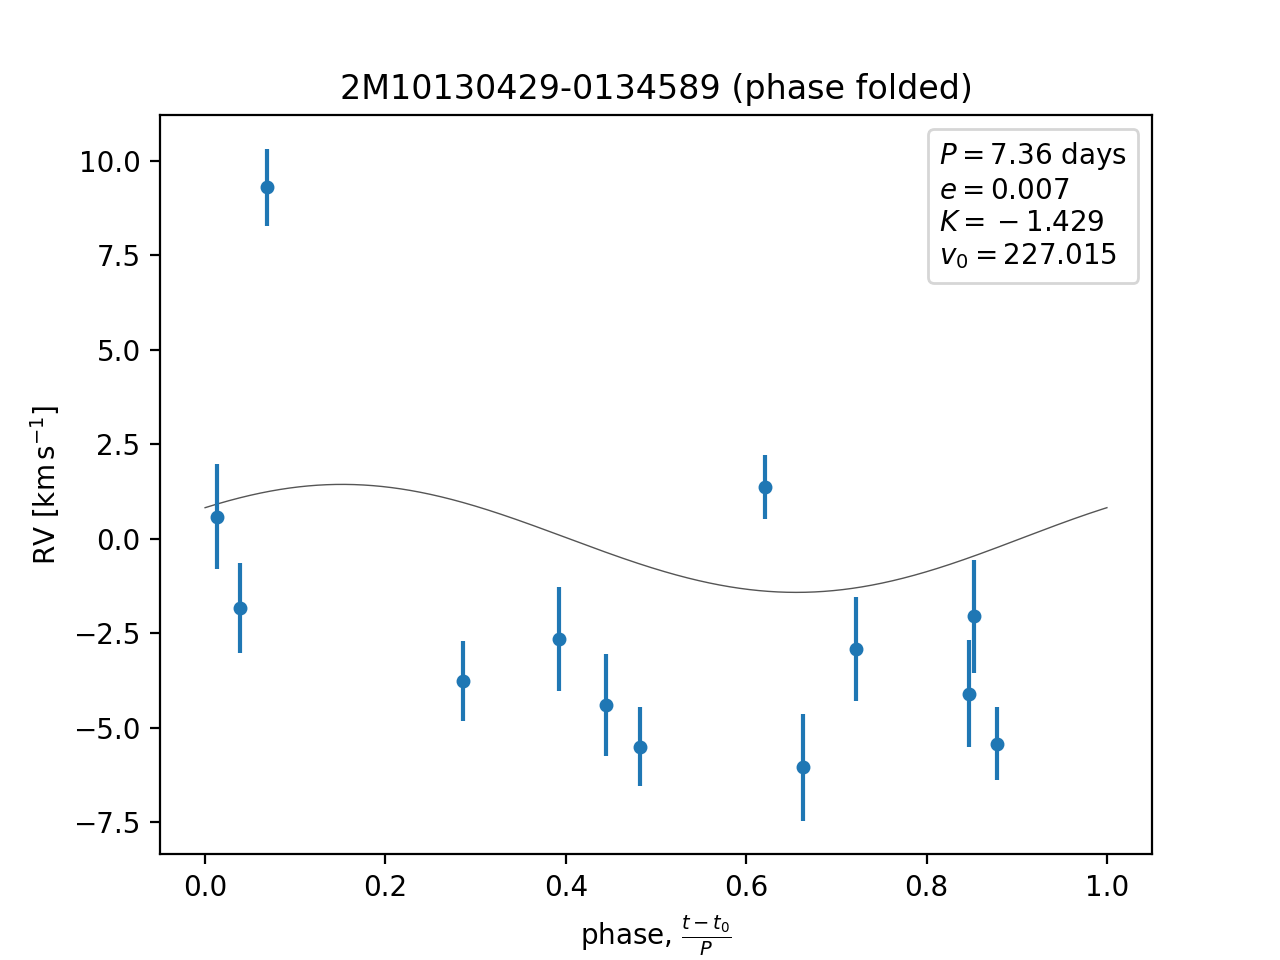 2M10130429-0134589 (phase folded)
P = 7.36 days
e = 0.007
K = −1.429
v₀ = 227.015
RV [km s⁻¹]
10.0
7.5
5.0
2.5
0.0
−2.5
−5.0
−7.5
0.0 0.2 0.4 0.6 0.8 1.0
phase, (t − t₀)/P